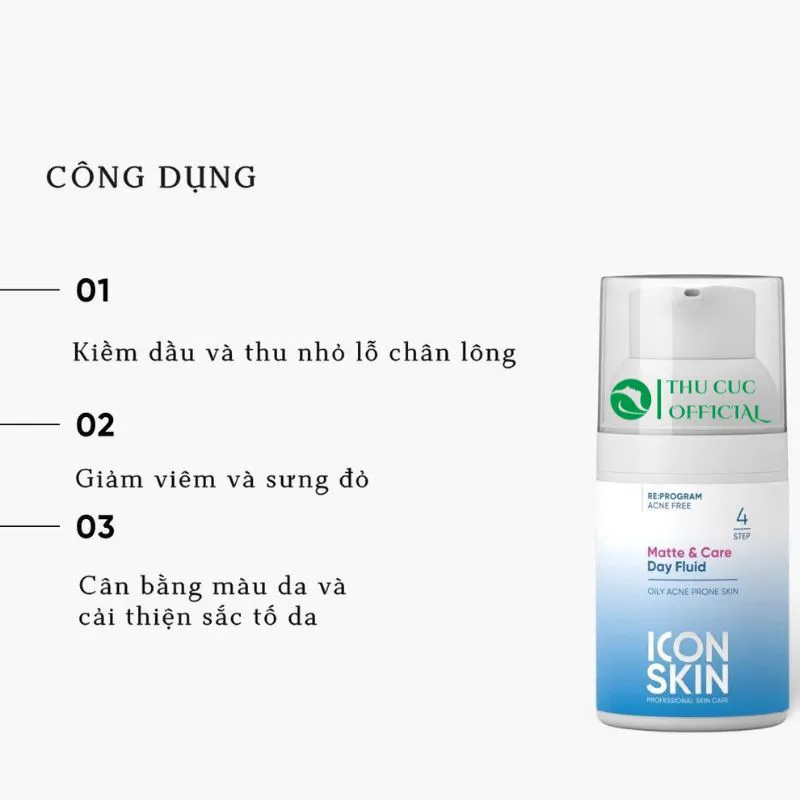 CÔNG DỤNG
01
Kiềm dầu và thu nhỏ lỗ chân lông
02
Giảm viêm và sưng đỏ
03
Cân bằng màu da và
cải thiện sắc tố da
THU CUC
OFFICIAL
RE:PROGRAM
ACNE FREE
4
STEP
Matte & Care
Day Fluid
OILY ACNE PRONE SKIN
ICON
SKIN
PROFESSIONAL SKIN CARE